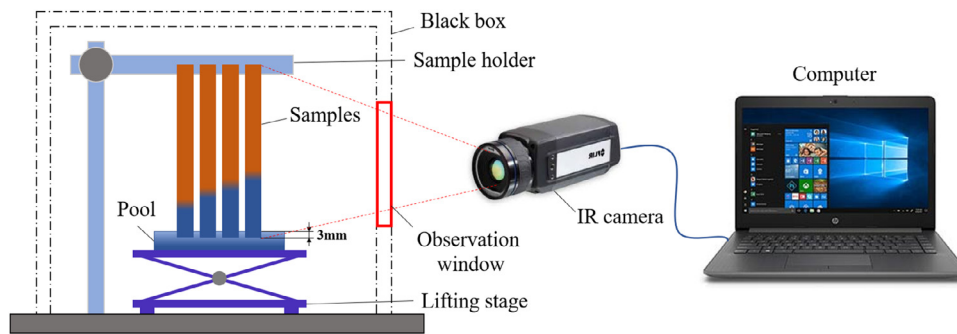 Black box
Sample holder
Computer
Samples
Pool
3mm
IR camera
Observation
window
Lifting stage